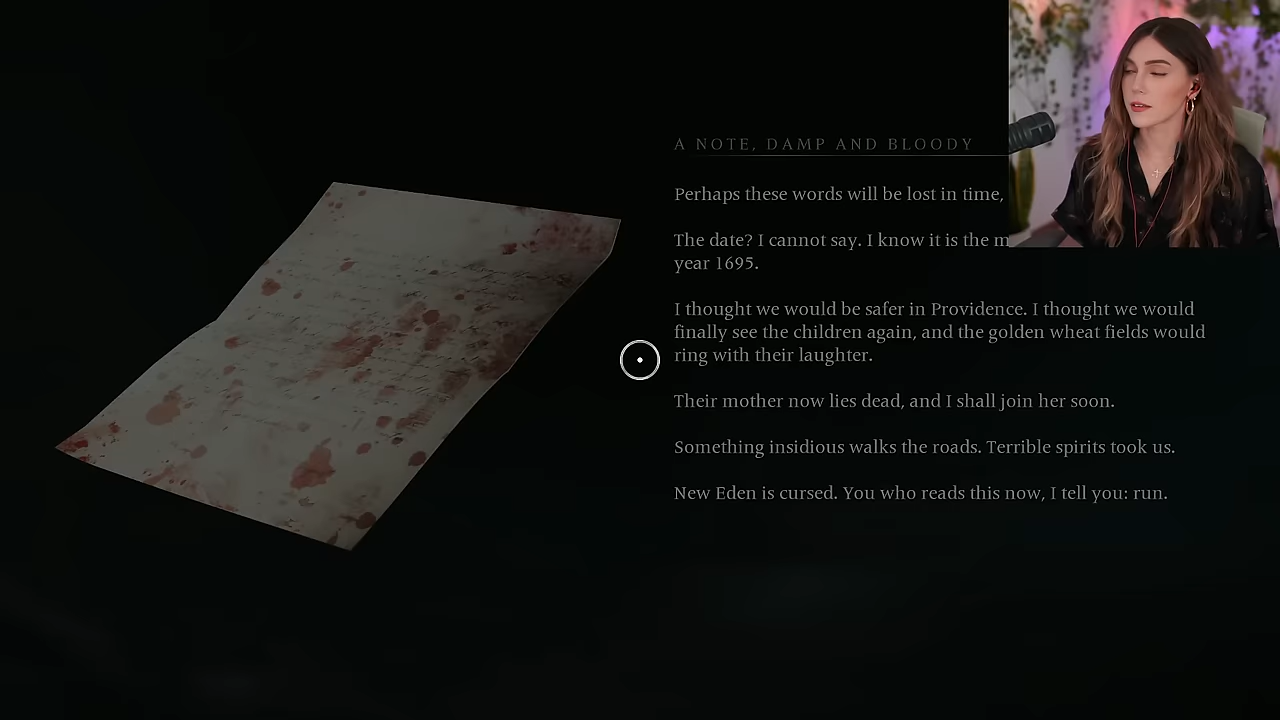 A NOTE, DAMP AND BLOODY
Perhaps these words will be lost in time,
The date? I cannot say. I know it is the
year 1695.
I thought we would be safer in Providence. I thought we would
finally see the children again, and the golden wheat fields would
ring with their laughter.
Their mother now lies dead, and I shall join her soon.
Something insidious walks the roads. Terrible spirits took us.
New Eden is cursed. You who reads this now, I tell you: run.